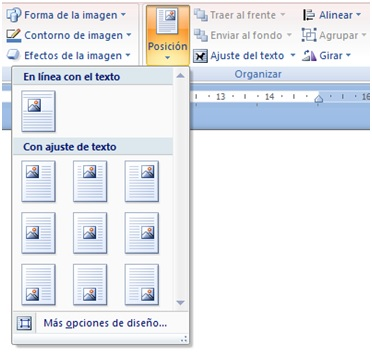 Forma de la imagen
Contorno de imagen
Efectos de la imagen
Posición
Traer al frente
Enviar al fondo
Ajuste del texto
Alinear
Agrupar
Girar
Organizar
13 14 16
En línea con el texto
Con ajuste de texto
Más opciones de diseño...